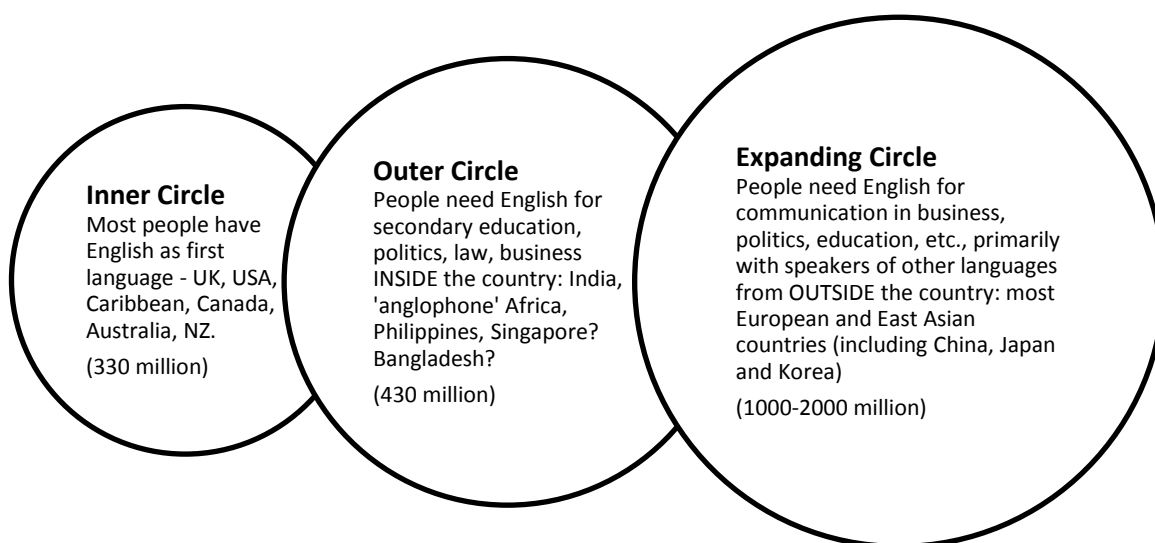 Inner Circle
Most people have
English as first
language - UK, USA,
Caribbean, Canada,
Australia, NZ.
(330 million)
Outer Circle
People need English for
secondary education,
politics, law, business
INSIDE the country: India,
'anglophone' Africa,
Philippines, Singapore?
Bangladesh?
(430 million)
Expanding Circle
People need English for
communication in business,
politics, education, etc., primarily
with speakers of other languages
from OUTSIDE the country: most
European and East Asian
countries (including China, Japan
and Korea)
(1000-2000 million)